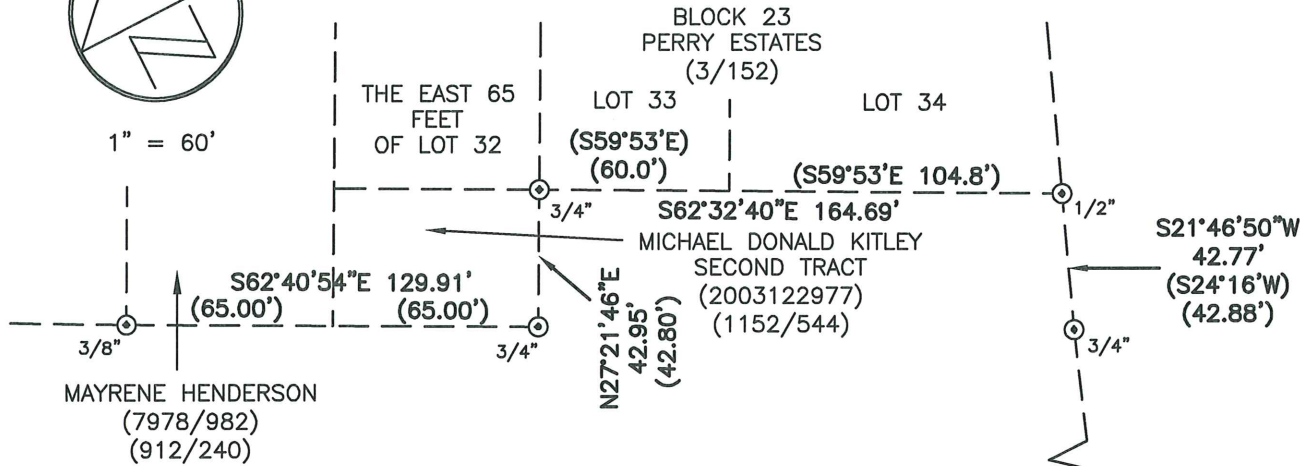 BLOCK 23
PERRY ESTATES
(3/152)
THE EAST 65
FEET
OF LOT 32
LOT 33
LOT 34
1" = 60'
(S59°53'E)
(60.0')
(S59°53'E 104.8')
3/4"
S62°32'40"E 164.69'
1/2"
MICHAEL DONALD KITLEY
SECOND TRACT
(2003122977)
(1152/544)
S21°46'50"W
42.77'
(S24°16'W)
(42.88')
S62°40'54"E 129.91'
(65.00')
(65.00')
N27°21'46"E
42.95'
(42.80')
3/8"
3/4"
3/4"
MAYRENE HENDERSON
(7978/982)
(912/240)